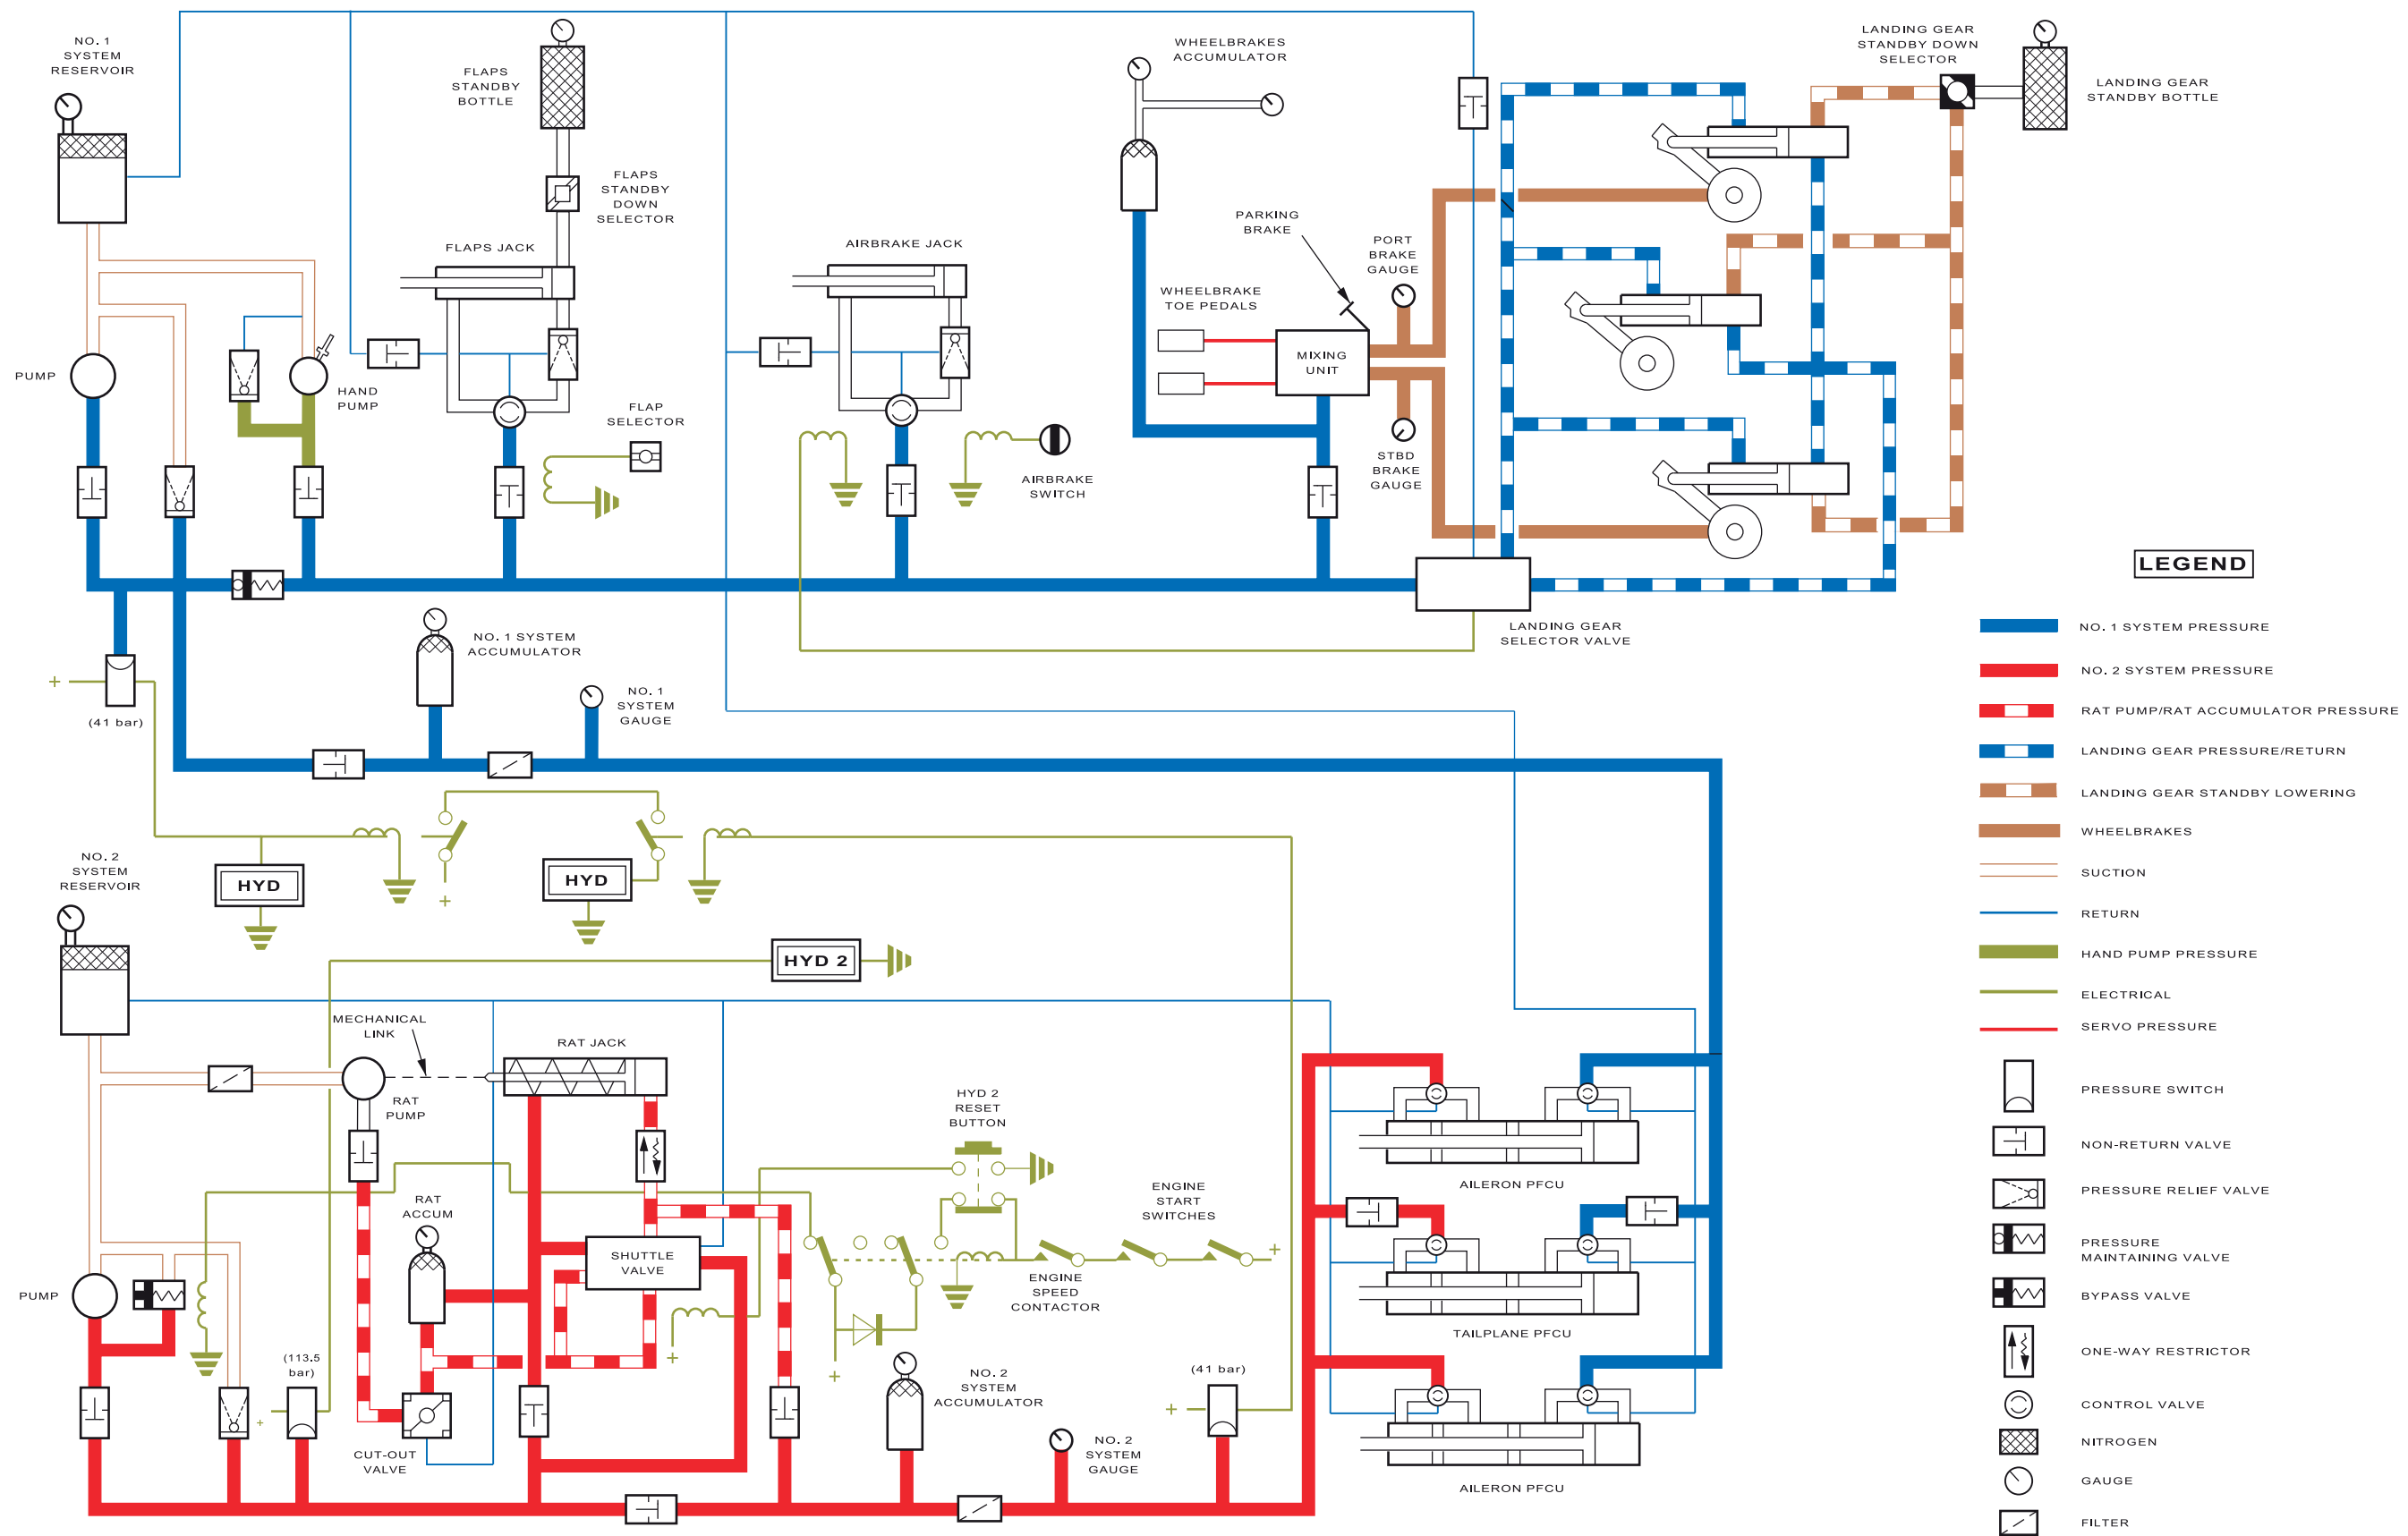 NO. 1
SYSTEM
RESERVOIR
FLAPS
STANDBY
BOTTLE
WHEELBRAKES
ACCUMULATOR
LANDING GEAR
STANDBY DOWN
SELECTOR
LANDING GEAR
STANDBY BOTTLE
FLAPS
STANDBY
DOWN
SELECTOR
FLAPS JACK
AIRBRAKE JACK
PARKING
BRAKE
PORT
BRAKE
GAUGE
WHEELBRAKE
TOE PEDALS
MIXING
UNIT
PUMP
HAND
PUMP
FLAP
SELECTOR
AIRBRAKE
SWITCH
STBD
BRAKE
GAUGE
LANDING GEAR
SELECTOR VALVE
NO. 1 SYSTEM
ACCUMULATOR
NO. 1
SYSTEM
GAUGE
+
(41 bar)
HYD
HYD
+
HYD 2
NO. 2
SYSTEM
RESERVOIR
MECHANICAL
LINK
RAT JACK
RAT
PUMP
HYD 2
RESET
BUTTON
RAT
ACCUM
ENGINE
START
SWITCHES
+
SHUTTLE
VALVE
ENGINE
SPEED
CONTACTOR
PUMP
(113.5
bar)
+
+
+
CUT-OUT
VALVE
NO. 2
SYSTEM
ACCUMULATOR
NO. 2
SYSTEM
GAUGE
(41 bar)
+
AILERON PFCU
TAILPLANE PFCU
AILERON PFCU
LEGEND
NO. 1 SYSTEM PRESSURE
NO. 2 SYSTEM PRESSURE
RAT PUMP/RAT ACCUMULATOR PRESSURE
LANDING GEAR PRESSURE/RETURN
LANDING GEAR STANDBY LOWERING
WHEELBRAKES
SUCTION
RETURN
HAND PUMP PRESSURE
ELECTRICAL
SERVO PRESSURE
PRESSURE SWITCH
NON-RETURN VALVE
PRESSURE RELIEF VALVE
PRESSURE
MAINTAINING VALVE
BYPASS VALVE
ONE-WAY RESTRICTOR
CONTROL VALVE
NITROGEN
GAUGE
FILTER